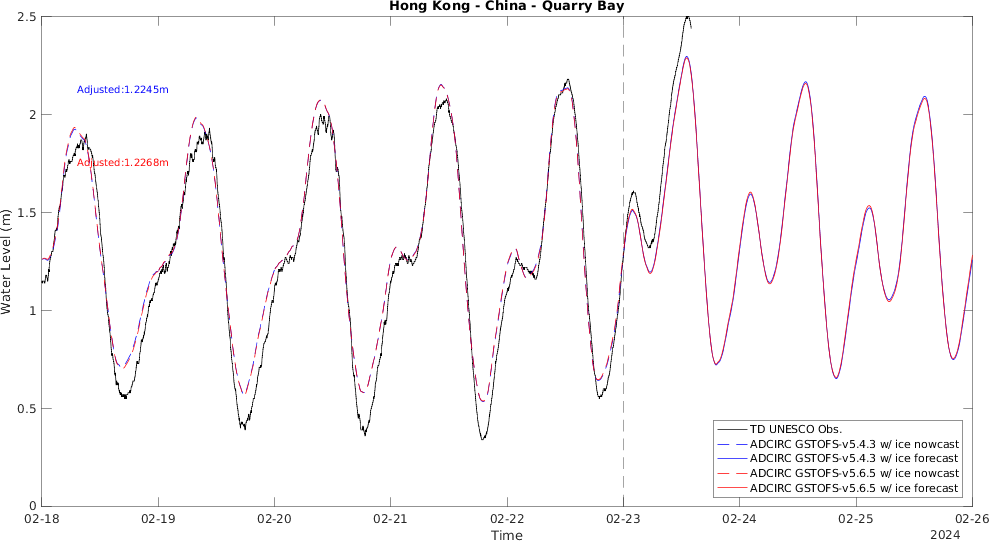 Hong Kong - China - Quarry Bay
2.5
Adjusted:1.2245m
2
Adjusted:1.2268m
1.5
Water Level (m)
1
0.5
TD UNESCO Obs.
ADCIRC GSTOFS-v5.4.3 w/ ice nowcast
ADCIRC GSTOFS-v5.4.3 w/ ice forecast
ADCIRC GSTOFS-v5.6.5 w/ ice nowcast
ADCIRC GSTOFS-v5.6.5 w/ ice forecast
0
02-18 02-19 02-20 02-21 02-22 02-23 02-24 02-25 02-26
Time
2024